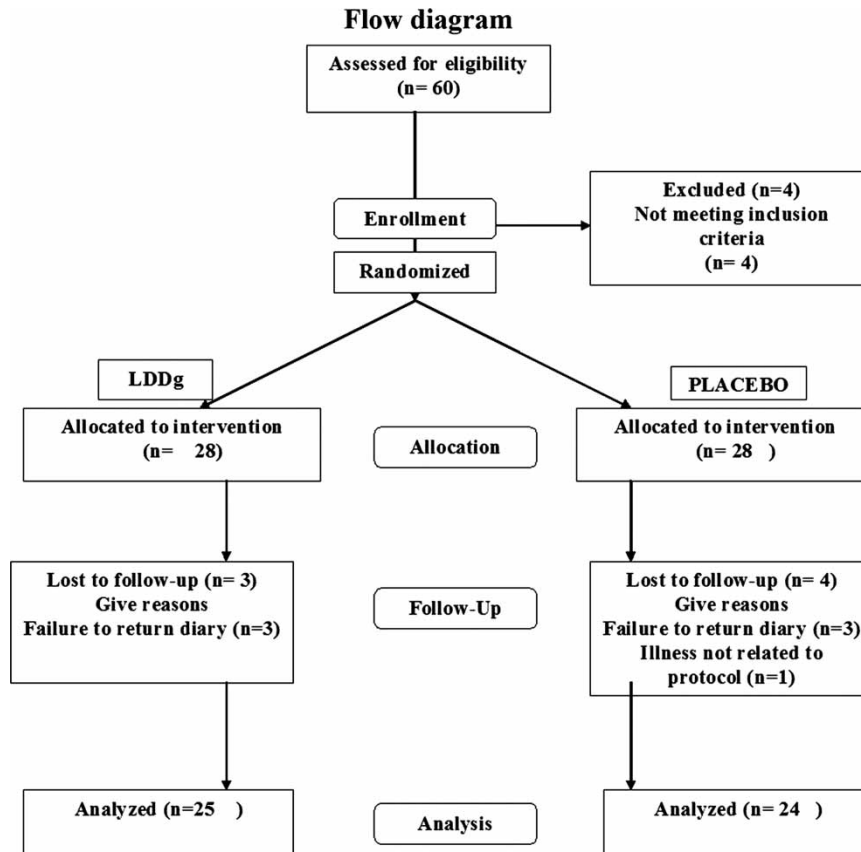 Flow diagram
Assessed for eligibility
(n= 60)
Excluded (n=4)
Not meeting inclusion
criteria
(n= 4)
Enrollment
Randomized
LDDg
PLACEBO
Allocated to intervention
(n= 28)
Allocation
Allocated to intervention
(n= 28 )
Lost to follow-up (n= 3)
Give reasons
Failure to return diary (n=3)
Follow-Up
Lost to follow-up (n= 4)
Give reasons
Failure to return diary (n=3)
Illness not related to
protocol (n=1)
Analyzed (n=25 )
Analysis
Analyzed (n= 24 )